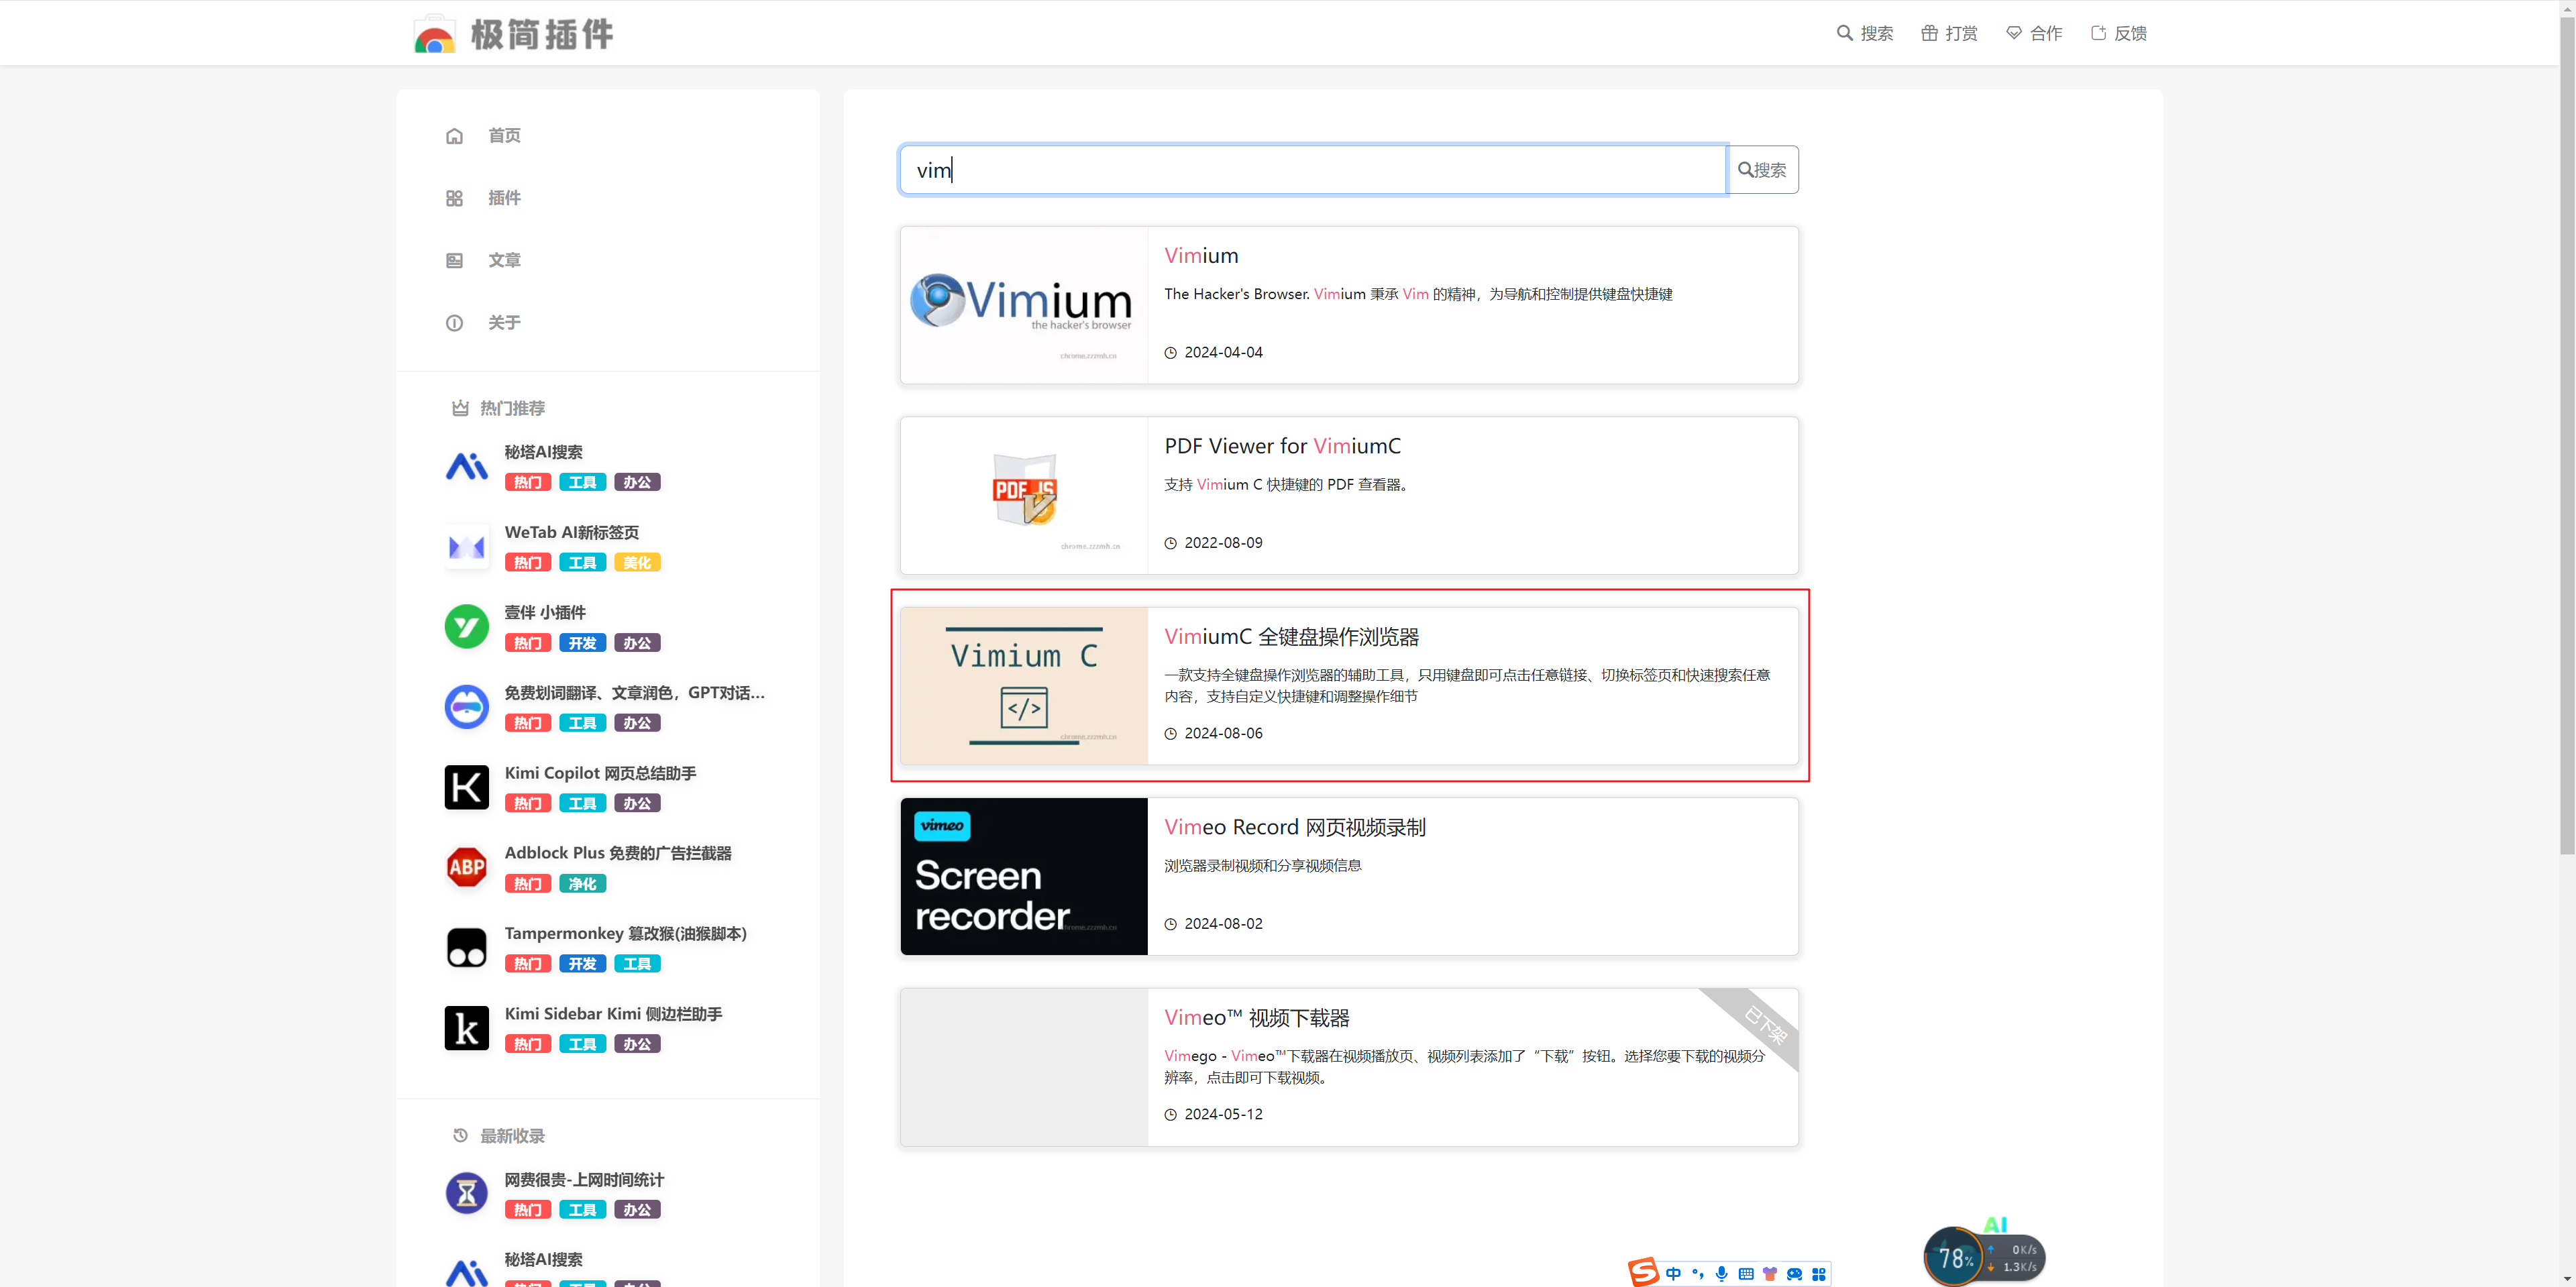 极简插件
搜索
打赏
合作
反馈
首页
插件
文章
关于
热门推荐
秘塔AI搜索
热门 工具 办公
WeTab AI新标签页
热门 工具 美化
壹伴 小插件
热门 开发 办公
免费划词翻译、文章润色，GPT对话...
热门 工具 办公
Kimi Copilot 网页总结助手
热门 工具 办公
ABP
Adblock Plus 免费的广告拦截器
热门 净化
Tampermonkey 篡改猴(油猴脚本)
热门 开发 工具
Kimi Sidebar Kimi 侧边栏助手
热门 工具 办公
最新收录
网费很贵-上网时间统计
热门 工具 办公
秘塔AI搜索
热门 工具 办公
vim
搜索
Vimium
the hacker's browser
chrome.zzzmh.cn
Vimium
The Hacker's Browser. Vimium 秉承 Vim 的精神，为导航和控制提供键盘快捷键
2024-04-04
PDF JS
chrome.zzzmh.cn
PDF Viewer for VimiumC
支持 Vimium C 快捷键的 PDF 查看器。
2022-08-09
Vimium C
</>
chrome.zzzmh.cn
VimiumC 全键盘操作浏览器
一款支持全键盘操作浏览器的辅助工具，只用键盘即可点击任意链接、切换标签页和快速搜索任意
内容，支持自定义快捷键和调整操作细节
2024-08-06
vimeo
Screen
recorder
chrome.zzzmh.cn
Vimeo Record 网页视频录制
浏览器录制视频和分享视频信息
2024-08-02
Vimeo™ 视频下载器
已下架
Vimego - Vimeo™下载器在视频播放页、视频列表添加了“下载”按钮。选择您要下载的视频分
辨率，点击即可下载视频。
2024-05-12
中
AI
78%
0K/s
1.3K/s